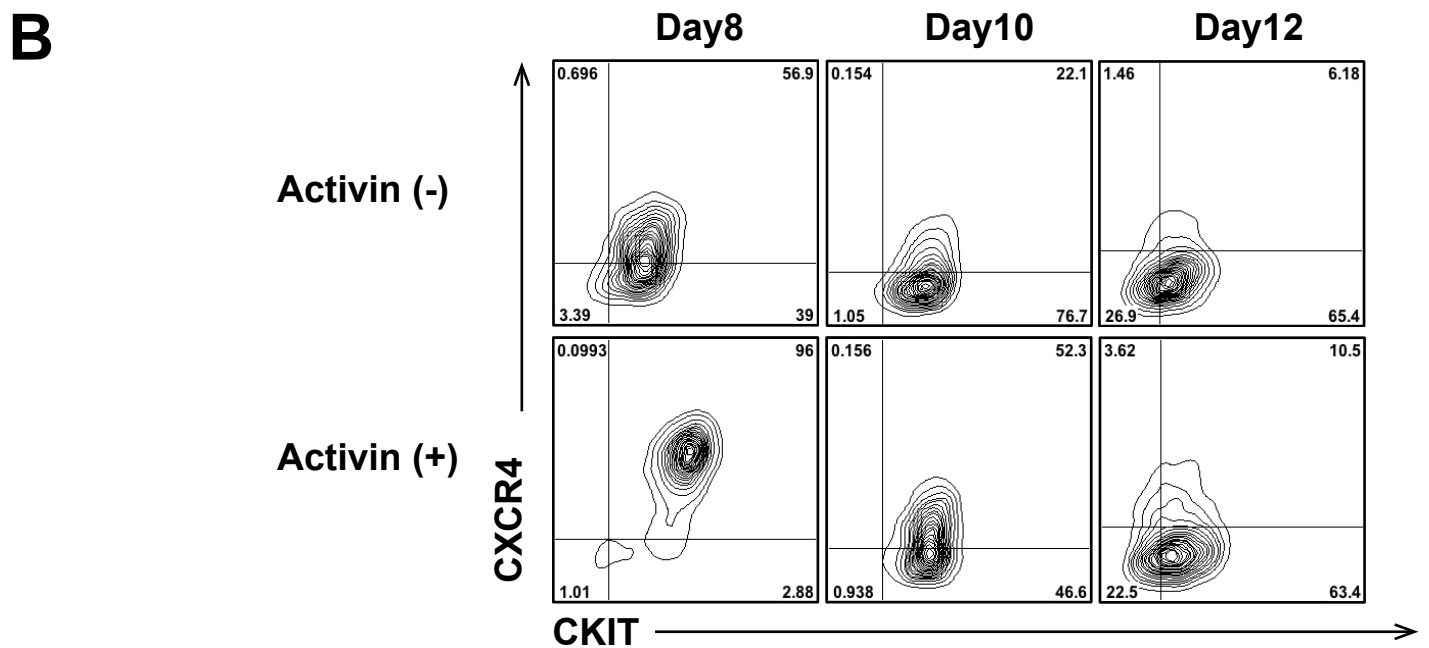 B
Day8 Day10 Day12
Activin (-)
0.696 56.9
3.39 39
0.154 22.1
1.05 76.7
1.46 6.18
26.9 65.4
Activin (+)
0.0993 96
1.01 2.88
0.156 52.3
0.938 46.6
3.62 10.5
22.5 63.4
CXCR4
CKIT